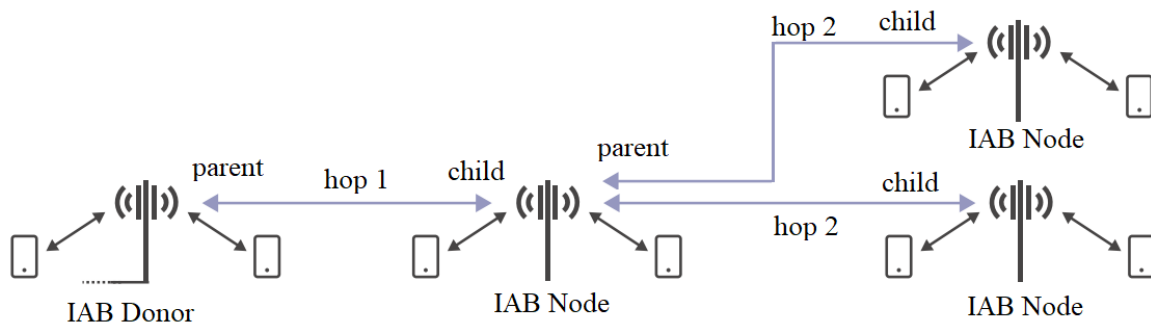 hop 2
child
IAB Node
parent
hop 1
child
parent
child
hop 2
IAB Donor
IAB Node
IAB Node